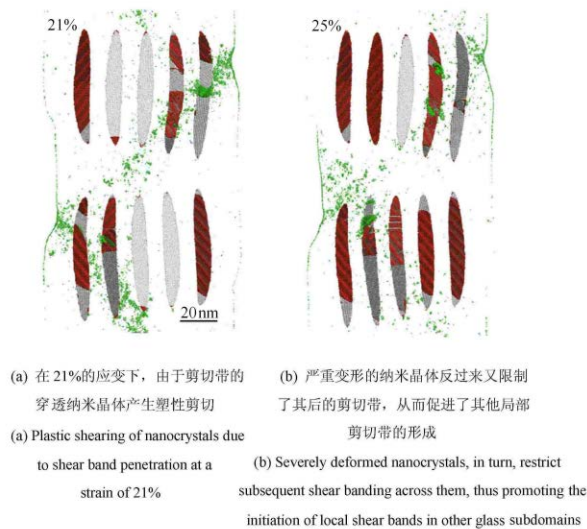 21%
25%
20 nm
(a) 在 21%的应变下，由于剪切带的
穿透纳米晶体产生塑性剪切
(a) Plastic shearing of nanocrystals due
to shear band penetration at a
strain of 21%
(b) 严重变形的纳米晶体反过来又限制
了其后的剪切带，从而促进了其他局部
剪切带的形成
(b) Severely deformed nanocrystals, in turn, restrict
subsequent shear banding across them, thus promoting the
initiation of local shear bands in other glass subdomains